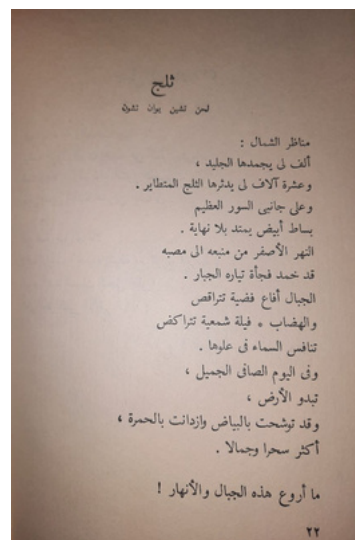 ثلج
لحن تشين يوان تشون
مناظر الشمال :
ألف لى يجمدها الجليد ،
وعشرة آلاف لى يدثرها الثلج المتطاير .
وعلى جانبى السور العظيم
بساط أبيض يمتد بلا نهاية .
النهر الأصفر من منبعه الى مصبه
قد خمد فجأة تياره الجبار .
الجبال أفاع فضية تتراقص
والهضاب * فيلة شمعية تتراكض
تنافس السماء فى علوها .
وفى اليوم الصافى الجميل ،
تبدو الأرض ،
وقد توشحت بالبياض وازدانت بالحمرة ،
أكثر سحرا وجمالا .
ما أروع هذه الجبال والأنهار !
٢٢